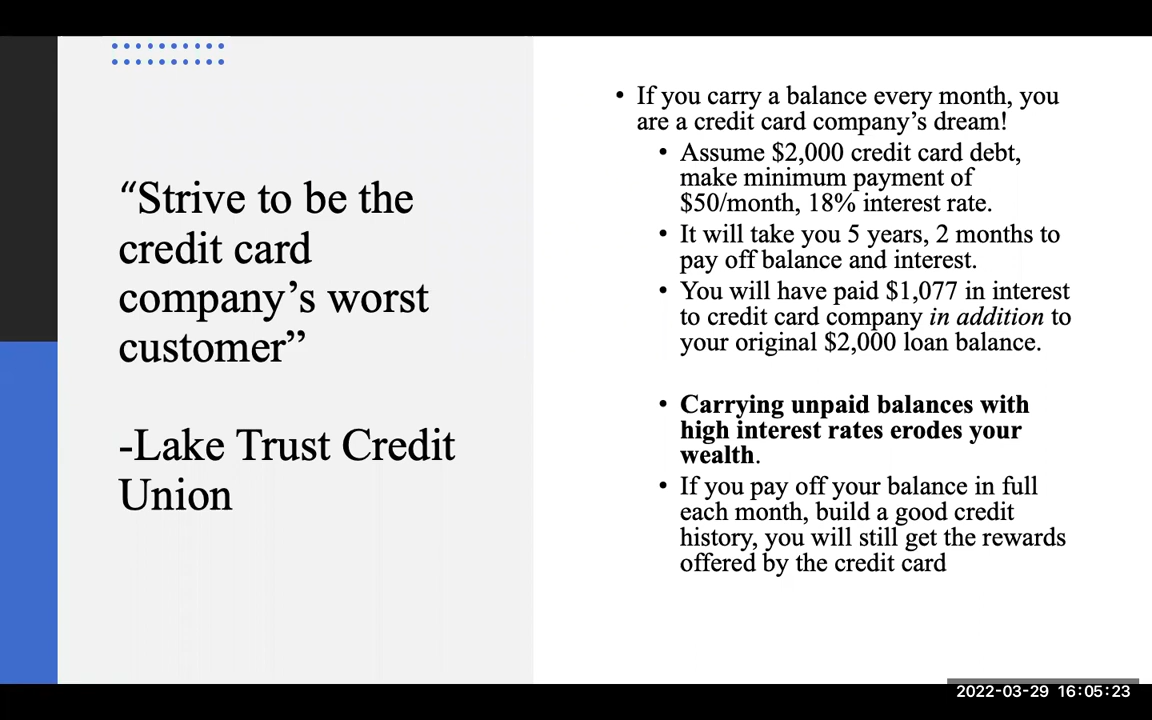 “Strive to be the
credit card
company’s worst
customer”
-Lake Trust Credit
Union
• If you carry a balance every month, you
are a credit card company’s dream!
• Assume $2,000 credit card debt,
make minimum payment of
$50/month, 18% interest rate.
• It will take you 5 years, 2 months to
pay off balance and interest.
• You will have paid $1,077 in interest
to credit card company in addition to
your original $2,000 loan balance.
• Carrying unpaid balances with
high interest rates erodes your
wealth.
• If you pay off your balance in full
each month, build a good credit
history, you will still get the rewards
offered by the credit card
2022-03-29 16:05:23